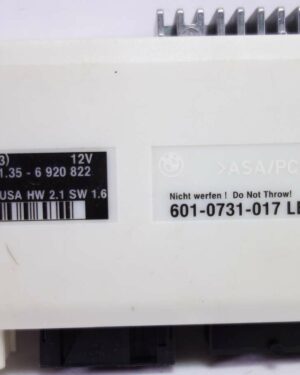 3) 12V
1.35 - 6 920 822
USA HW 2.1 SW 1.6
>ASA/PC
Nicht werfen ! Do Not Throw!
601-0731-017 LE